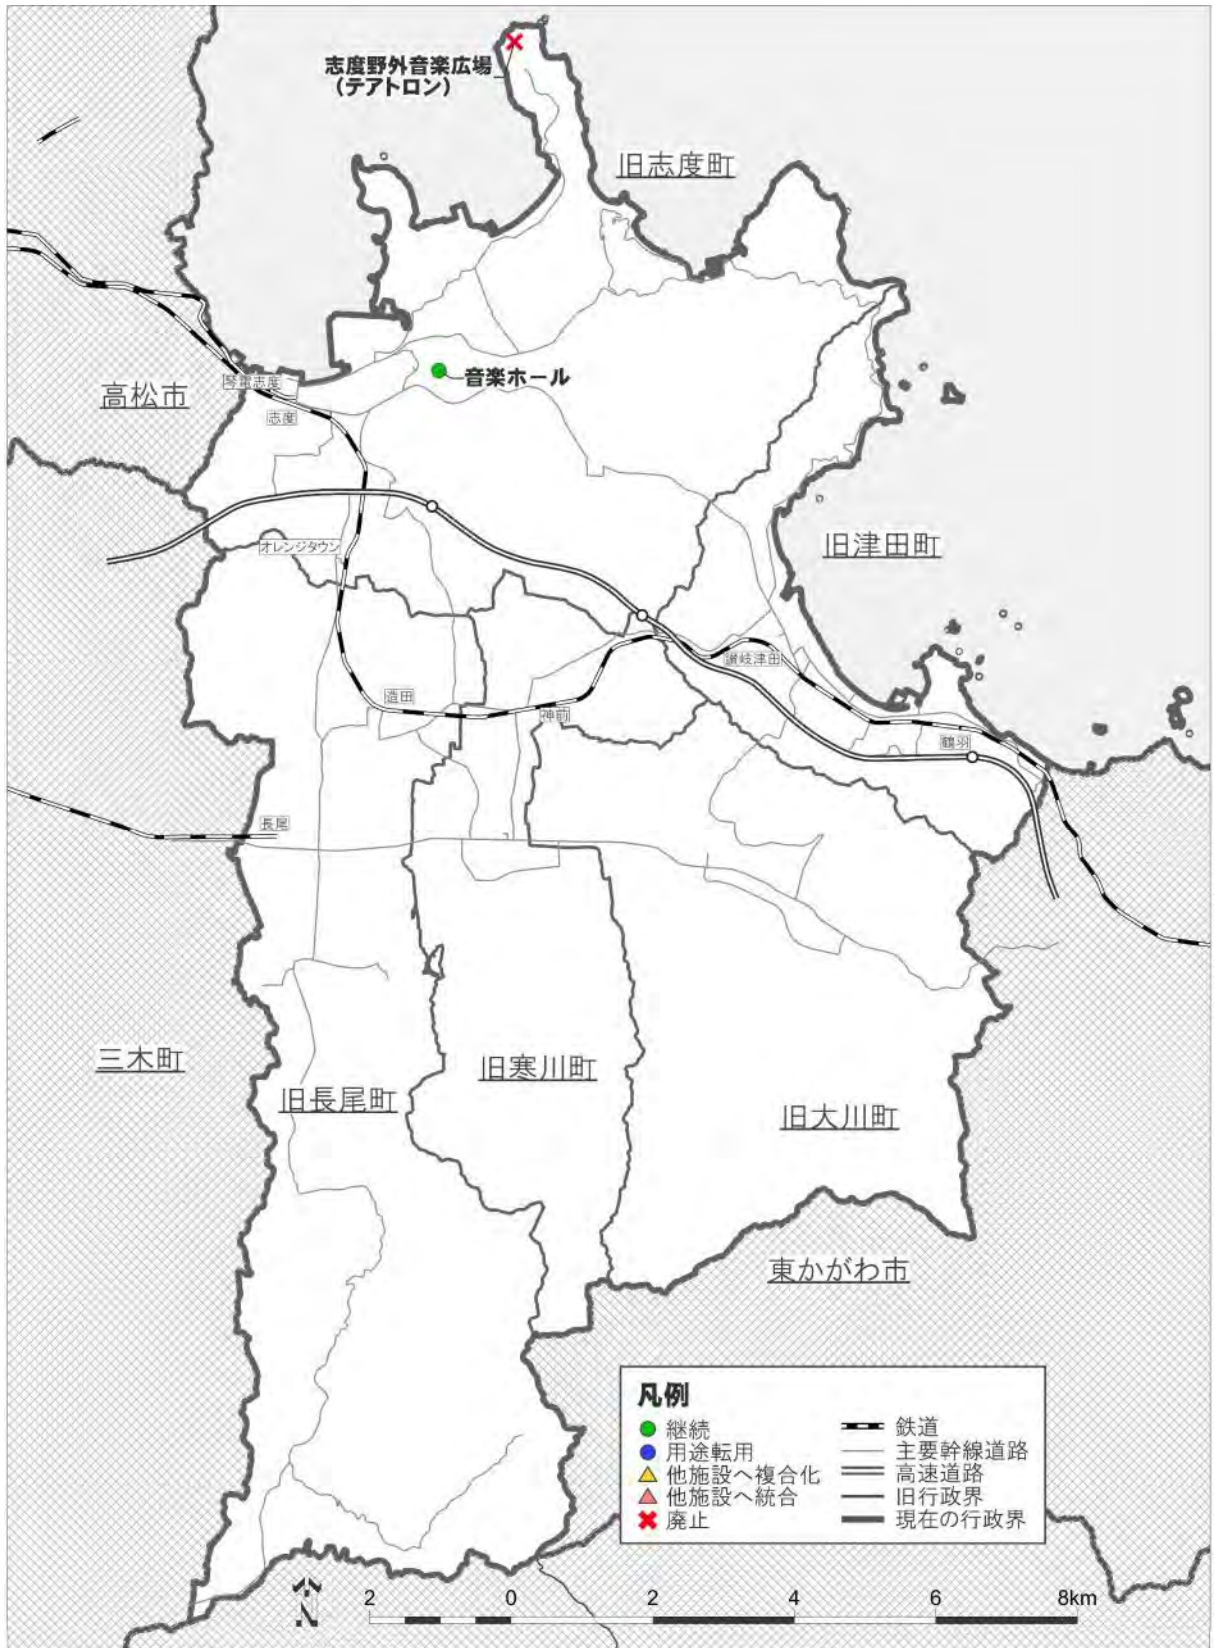 志度野外音楽広場
(テアトロン)
旧志度町
音楽ホール
琴電志度
高松市
志度
オレンジタウン
旧津田町
讃岐津田
造田
神前
鶴羽
長尾
三木町
旧寒川町
旧長尾町
旧大川町
東かがわ市
凡例
継続
用途転用
他施設へ複合化
他施設へ統合
廃止
鉄道
主要幹線道路
高速道路
旧行政界
現在の行政界
N
2 0 2 4 6 8km